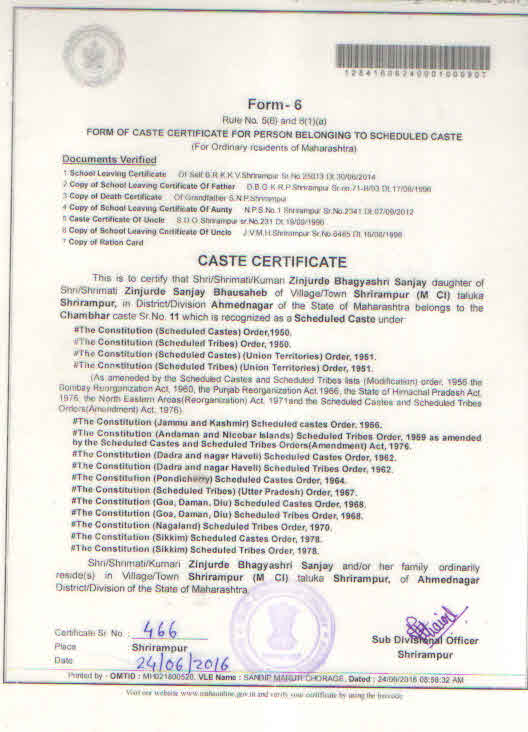 12841606240001000907
Form- 6
Rule No. 5(6) and 6(1)(a)
FORM OF CASTE CERTIFICATE FOR PERSON BELONGING TO SCHEDULED CASTE
(For Ordinary residents of Maharashtra)
Documents Verified
1 School Leaving Certificate Of Self B.R.K.K.V.Shrirampur Sr.No.25013 Dt.30/06/2014
2 Copy of School Leaving Certificate Of Father D.B.O.K.R.P.Shrirampur Sr.no.71-8/03 Dt.17/09/1996
3 Copy of Death Certificate Of Grandfather S.N.P.Shrirampur
4 Copy of School Leaving Certificate Of Aunty N.P.S.No.1 Shrirampur Sr.No.2341 Dt.07/09/2012
5 Caste Certificate Of Uncle S.D.O.Shrirampur sr.No.231 Dt.19/09/1996
6 Copy of School Leaving Certificate Of Uncle J.V.M.H.Shrirampur Sr.No.6465 Dt.16/08/1996
7 Copy of Ration Card
CASTE CERTIFICATE
This is to certify that Shri/Shrimati/Kumari Zinjurde Bhagyashri Sanjay daughter of
Shri/Shrimati Zinjurde Sanjay Bhausaheb of Village/Town Shrirampur (M Cl) taluka
Shrirampur, in District/Division Ahmednagar of the State of Maharashtra belongs to the
Chambhar caste Sr.No. 11 which is recognized as a Scheduled Caste under:
#The Constitution (Scheduled Castes) Order,1950.
#The Constitution (Scheduled Tribes) Order, 1950.
#The Constitution (Scheduled Castes) (Union Territories) Order, 1951.
#The Constitution (Scheduled Tribes) (Union Territories) Order, 1951.
(As ameneded by the Scheduled Castes and Scheduled Tribes lists (Modification) order, 1956 the
Bombay Reorganization Act, 1960, the Punjab Reorganization Act,1966, the State of Himachal Pradesh Act,
1976, the North Eastern Areas(Reorganization) Act, 1971and the Scheduled Castes and Scheduled Tribes
Orders(Amendment) Act, 1976).
#The Constitution (Jammu and Kashmir) Scheduled castes Order, 1956.
#The Constitution (Andaman and Nicobar Islands) Scheduled Tribes Order, 1959 as amended
by the Scheduled Castes and Scheduled Tribes Orders(Amendment) Act, 1976.
#The Constitution (Dadra and nagar Haveli) Scheduled Castes Order, 1962.
#The Constitution (Dadra and nagar Haveli) Scheduled Tribes Order, 1962.
#The Constitution (Pondicherry) Scheduled Castes Order, 1964.
#The Constitution (Scheduled Tribes) (Utter Pradesh) Order, 1967.
#The Constitution (Goa, Daman, Diu) Scheduled Castes Order, 1968.
#The Constitution (Goa, Daman, Diu) Scheduled Tribes Order, 1968.
#The Constitution (Nagaland) Scheduled Tribes Order, 1970.
#The Constitution (Sikkim) Scheduled Castes Order, 1978.
#The Constitution (Sikkim) Scheduled Tribes Order, 1978.
Shri/Shrimati/Kumari Zinjurde Bhagyashri Sanjay and/or her family ordinarily
reside(s) in Village/Town Shrirampur (M Cl) taluka Shrirampur, of Ahmednagar
District/Division of the State of Maharashtra.
Certificate Sr. No. : 466
Place Shrirampur
Date 24/06/2016
Sub Divisional Officer
Shrirampur
Printed by - OMTID : MH021800520, VLE Name : SANDIP MARUTI CHORAGE, Dated : 24/06/2016 08:58:32 AM
Visit our website www.mahaonline.gov.in and verify your certificate by using the barcode